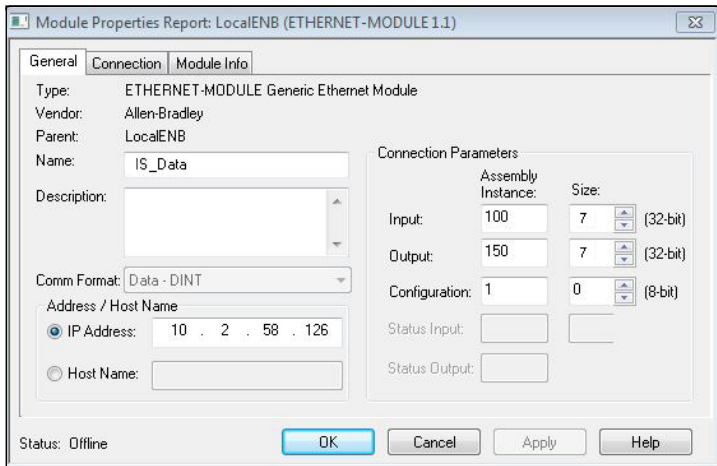 Module Properties Report: LocalENB (ETHERNET-MODULE 1.1)
General Connection Module Info
Type: ETHERNET-MODULE Generic Ethernet Module
Vendor: Allen-Bradley
Parent: LocalENB
Name: IS_Data
Description:
Comm Format: Data - DINT
Address / Host Name
IP Address: 10 . 2 . 58 . 126
Host Name:
Connection Parameters
Assembly
Instance: Size:
Input: 100 7 (32-bit)
Output: 150 7 (32-bit)
Configuration: 1 0 (8-bit)
Status Input:
Status Output:
Status: Offline OK Cancel Apply Help